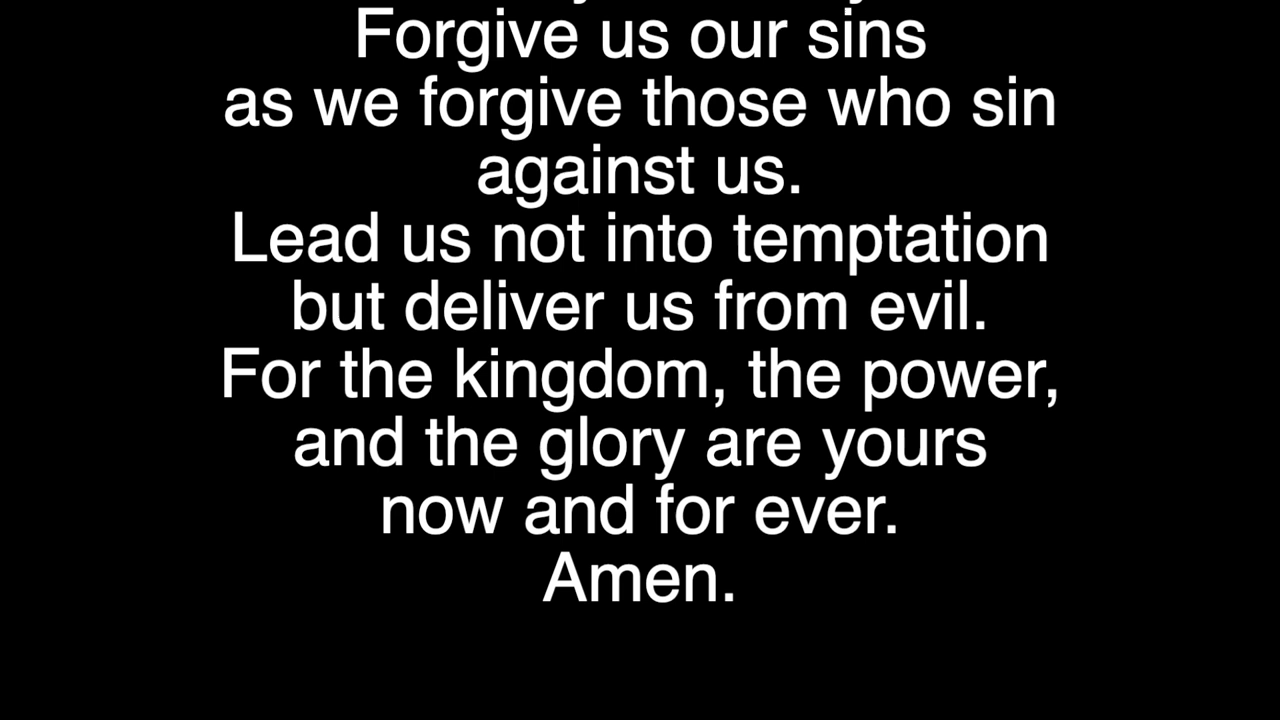 Forgive us our sins
as we forgive those who sin
against us.
Lead us not into temptation
but deliver us from evil.
For the kingdom, the power,
and the glory are yours
now and for ever.
Amen.